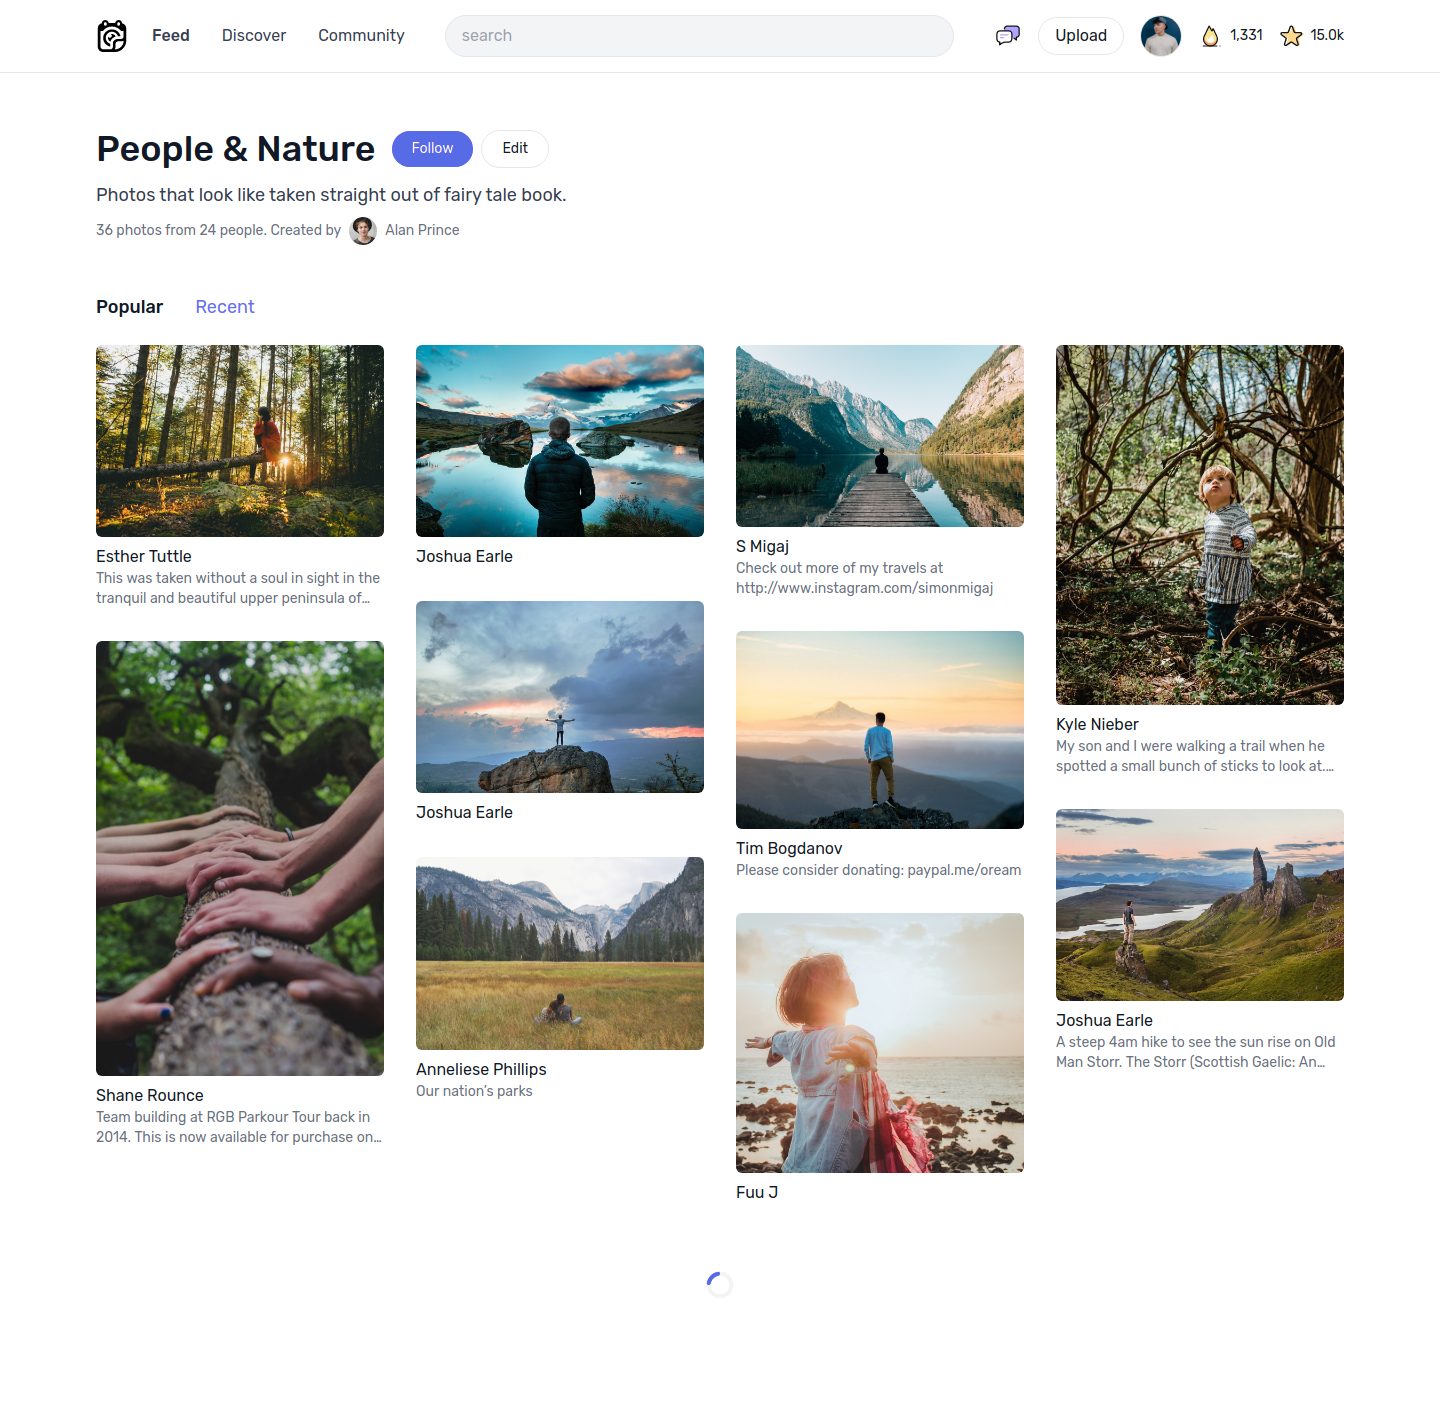 Feed
Discover
Community
search
Upload
1,331
15.0k
People & Nature
Follow
Edit
Photos that look like taken straight out of fairy tale book.
36 photos from 24 people. Created by Alan Prince
Popular
Recent
Esther Tuttle
This was taken without a soul in sight in the
tranquil and beautiful upper peninsula of…
Shane Rounce
Team building at RGB Parkour Tour back in
2014. This is now available for purchase on…
Joshua Earle
Joshua Earle
Anneliese Phillips
Our nation’s parks
S Migaj
Check out more of my travels at
http://www.instagram.com/simonmigaj
Tim Bogdanov
Please consider donating: paypal.me/oream
Fuu J
Kyle Nieber
My son and I were walking a trail when he
spotted a small bunch of sticks to look at.…
Joshua Earle
A steep 4am hike to see the sun rise on Old
Man Storr. The Storr (Scottish Gaelic: An…